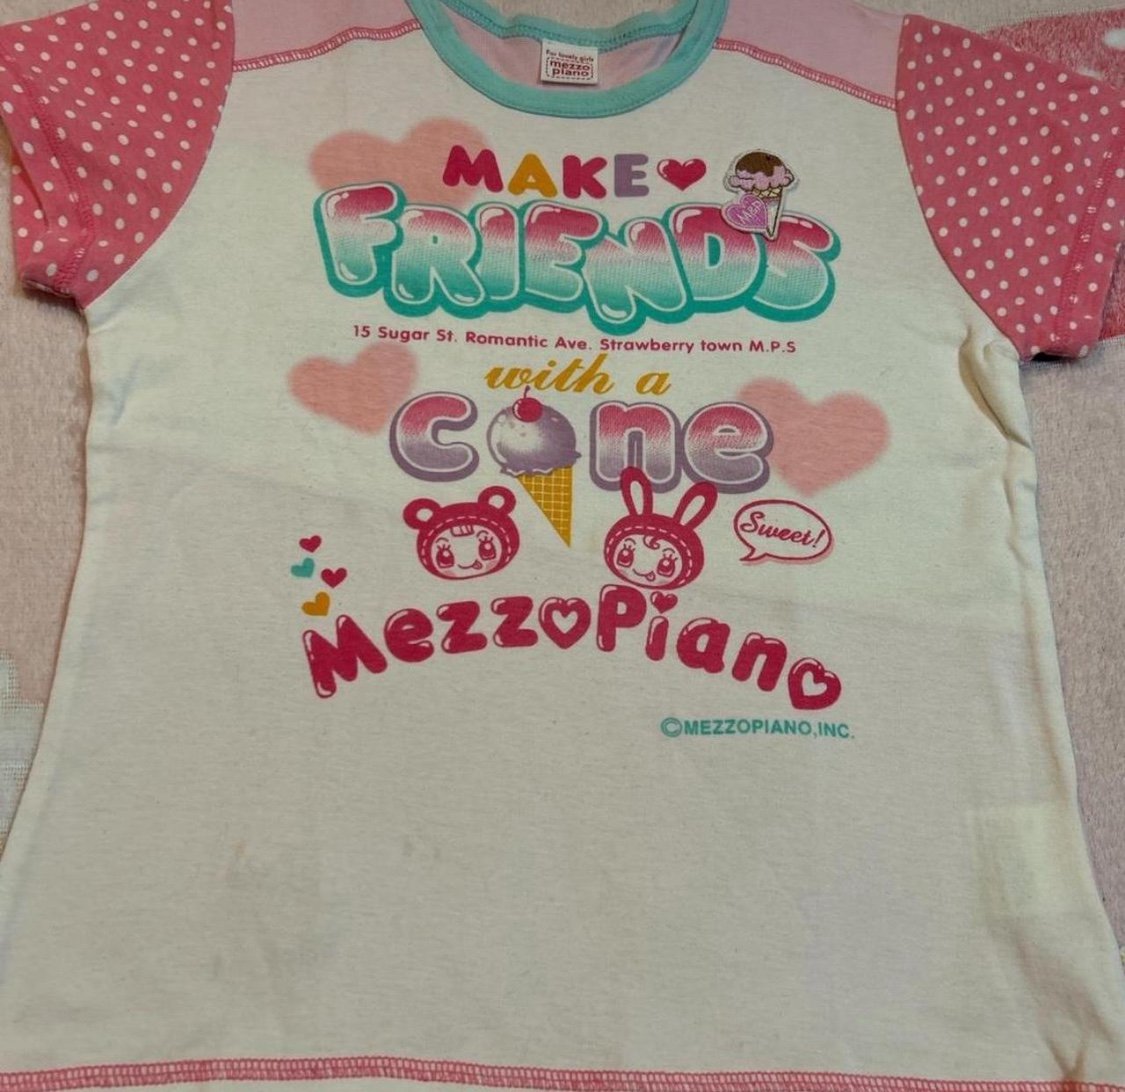 For lovely girls
mezzo
piano
MAKE
FRIENDS
15 Sugar St. Romantic Ave. Strawberry town M.P.S
with a
cone
Sweet!
MezzoPiano
©MEZZOPIANO,INC.